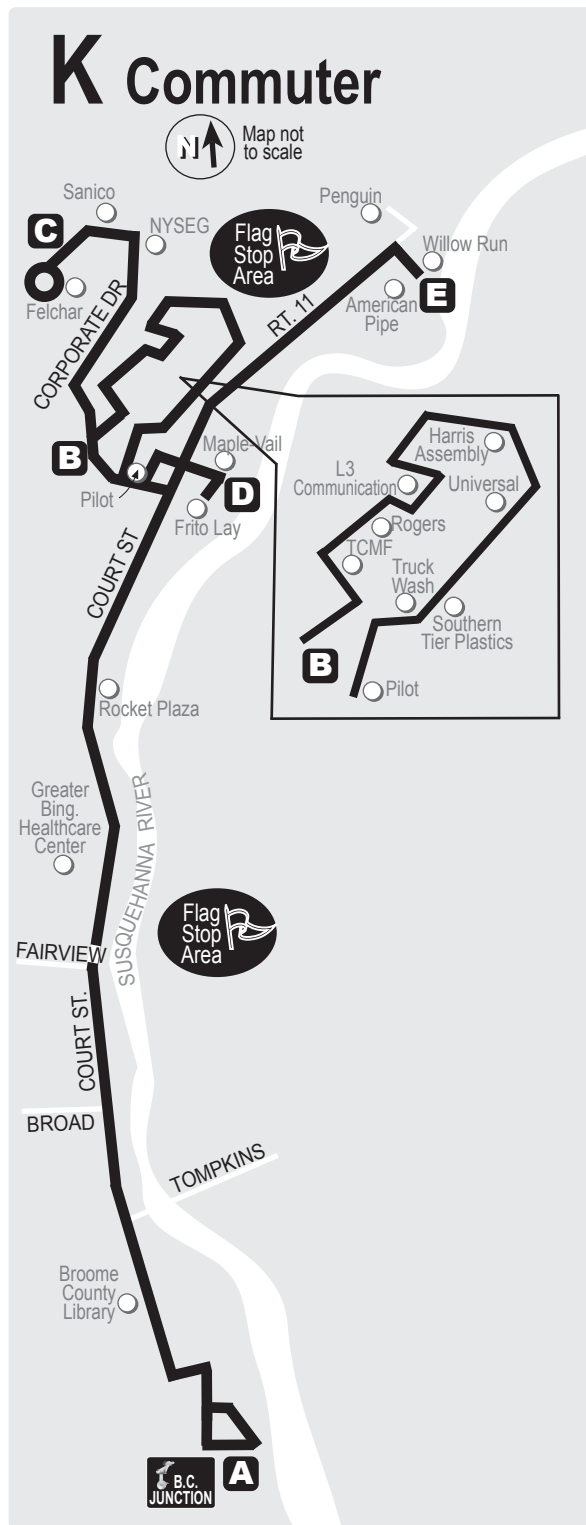 K Commuter
N
Map not
to scale
Sanico
C
NYSEG
Felchar
CORPORATE DR
Flag
Stop
Area
Penguin
Willow Run
E
American
Pipe
RT. 11
B
Pilot
Maple-Vail
D
Frito Lay
COURT ST
Harris
Assembly
L3
Communication
Universal
Rogers
TCMF
Truck
Wash
Southern
Tier Plastics
B
Pilot
Rocket Plaza
Greater
Bing.
Healthcare
Center
SUSQUEHANNA RIVER
Flag
Stop
Area
FAIRVIEW
COURT ST.
BROAD
TOMPKINS
Broome
County
Library
B.C.
JUNCTION
A